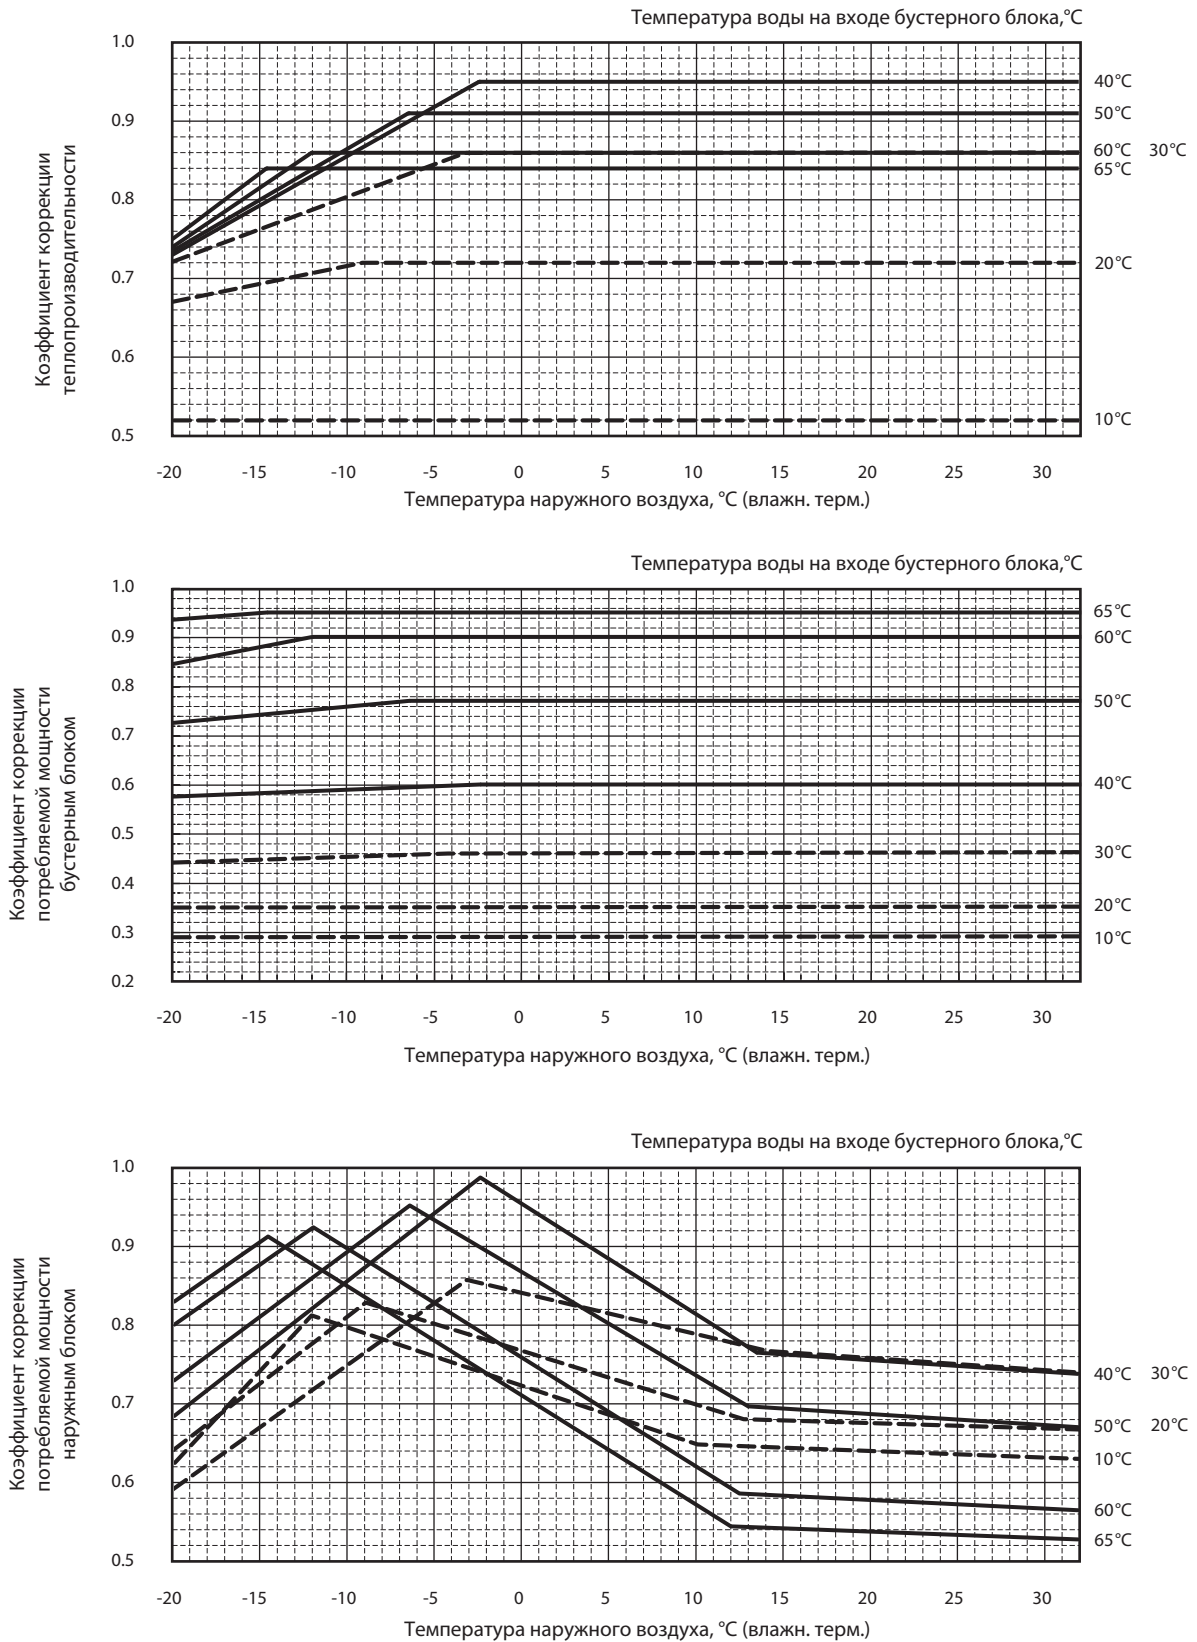 Температура воды на входе бустерного блока,°C
Коэффициент коррекции
теплопроизводительности
1.0
0.9
0.8
0.7
0.6
0.5
40°C
50°C
60°C 30°C
65°C
20°C
10°C
-20 -15 -10 -5 0 5 10 15 20 25 30
Температура наружного воздуха, °C (влажн. терм.)
Температура воды на входе бустерного блока,°C
Коэффициент коррекции
потребляемой мощности
бустерным блоком
1.0
0.9
0.8
0.7
0.6
0.5
0.4
0.3
0.2
65°C
60°C
50°C
40°C
30°C
20°C
10°C
-20 -15 -10 -5 0 5 10 15 20 25 30
Температура наружного воздуха, °C (влажн. терм.)
Температура воды на входе бустерного блока,°C
Коэффициент коррекции
потребляемой мощности
наружным блоком
1.0
0.9
0.8
0.7
0.6
0.5
40°C 30°C
50°C 20°C
10°C
60°C
65°C
-20 -15 -10 -5 0 5 10 15 20 25 30
Температура наружного воздуха, °C (влажн. терм.)